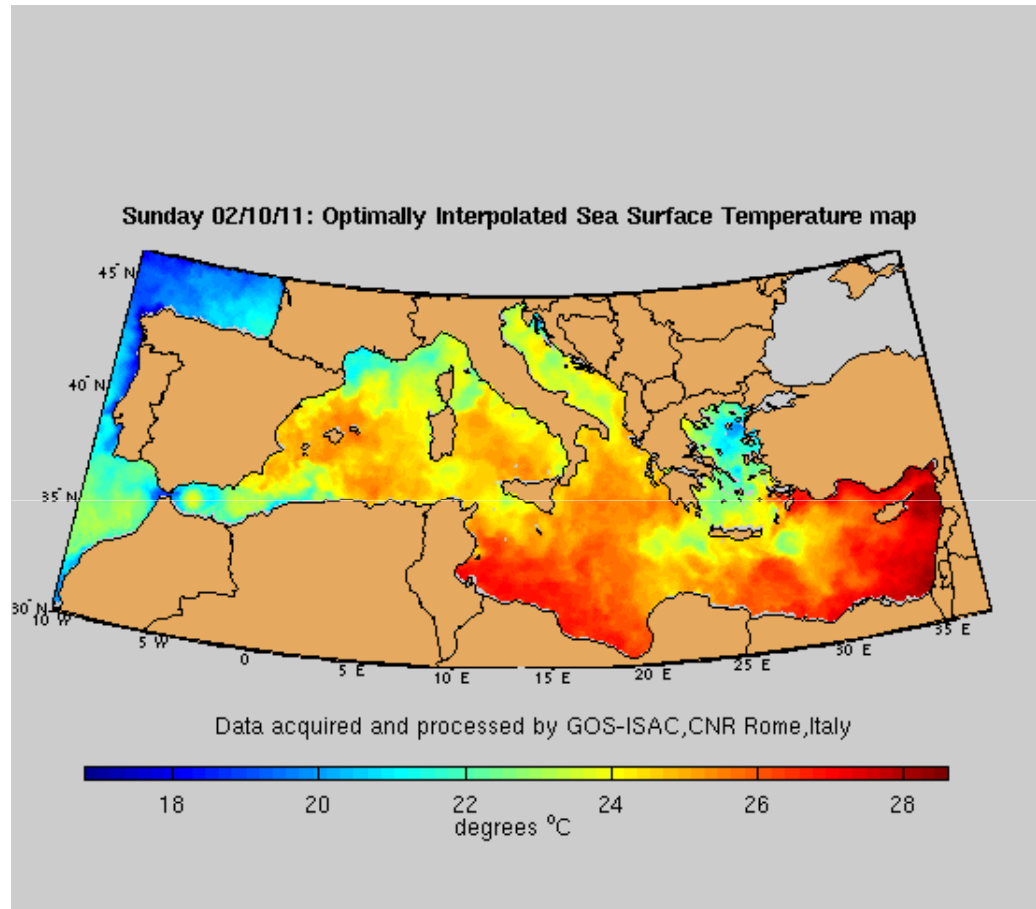 Sunday 02/10/11: Optimally Interpolated Sea Surface Temperature map
45° N
40° N
35° N
30° N
10 W
5 W
0
5 E
10 E
15 E
20 E
25 E
30 E
35 E
Data acquired and processed by GOS-ISAC,CNR Rome,Italy
18 20 22 24 26 28
degrees °C